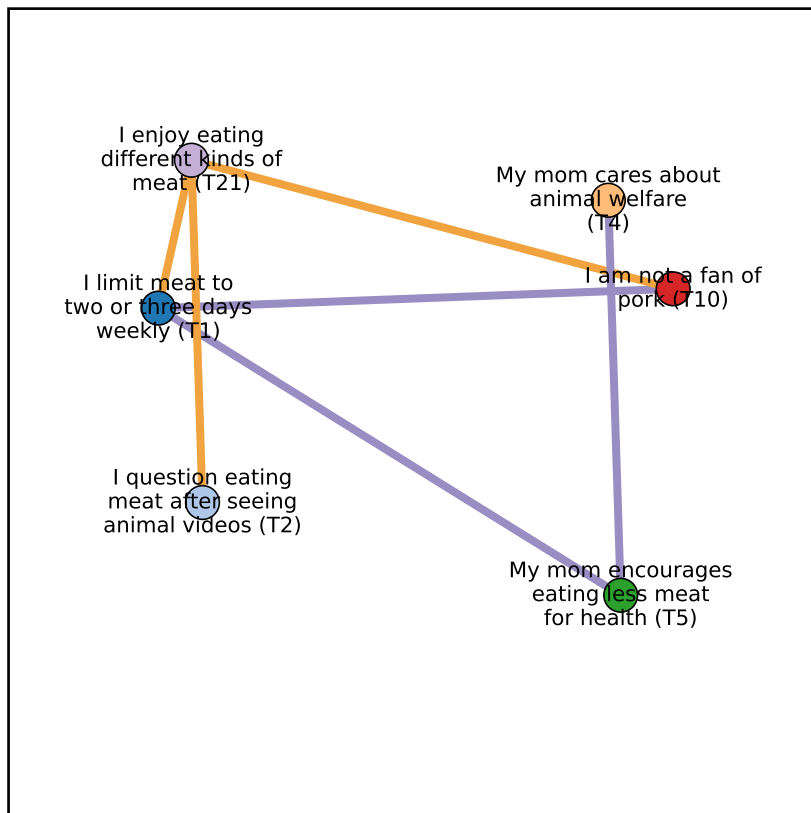 I enjoy eating
different kinds of
meat (T21)
My mom cares about
animal welfare
(T4)
I am not a fan of
pork (T10)
I limit meat to
two or three days
weekly (T1)
I question eating
meat after seeing
animal videos (T2)
My mom encourages
eating less meat
for health (T5)